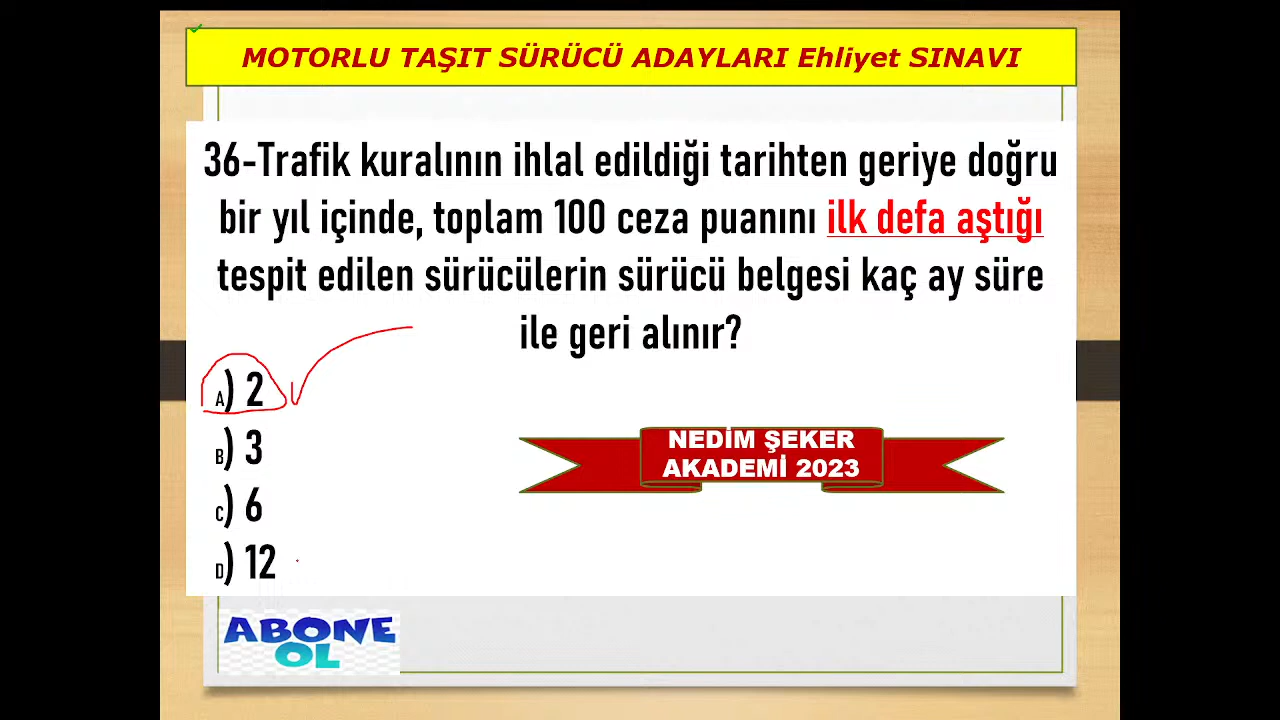 MOTORLU TAŞIT SÜRÜCÜ ADAYLARI Ehliyet SINAVI
36-Trafik kuralının ihlal edildiği tarihten geriye doğru
bir yıl içinde, toplam 100 ceza puanını ilk defa aştığı
tespit edilen sürücülerin sürücü belgesi kaç ay süre
ile geri alınır?
A) 2
B) 3
C) 6
D) 12
NEDİM ŞEKER
AKADEMİ 2023
ABONE
OL